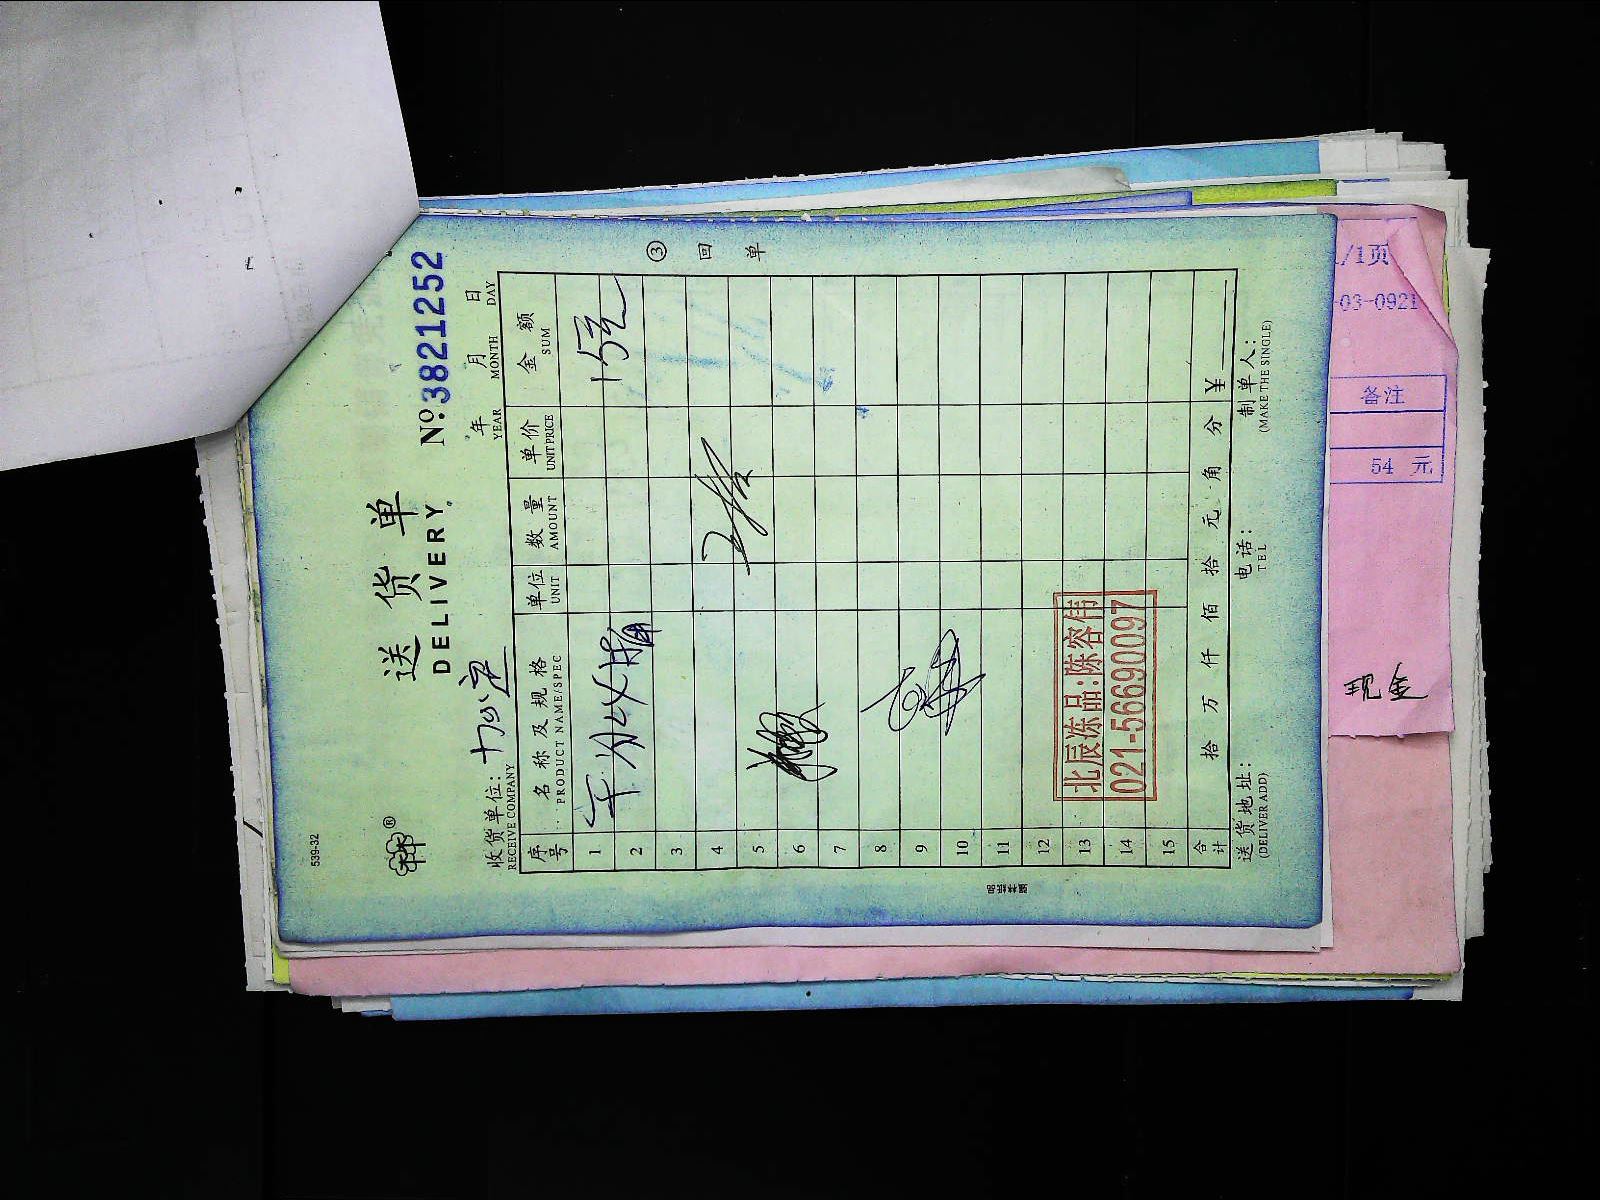 539-32
®
送货单
DELIVERY
№:3821252
收货单位:
RECEIVE COMPANY
年 月 日
YEAR MONTH DAY
序号 名称及规格 单位 数量 单价 金额
PRODUCT NAME/SPEC UNIT AMOUNT UNIT PRICE SUM
1
2
3
4
5
6
7
8
9
10
11
12
13
14
15
北辰冻品:陈容伟
021-56690097
合计 拾 万 仟 佰 拾 元 角 分 ¥
送货地址: 电话: 制单人:
(DELIVER ADD) TEL (MAKE THE SINGLE)
③ 回单
/1页
-03-0921
备注
54 元
现金